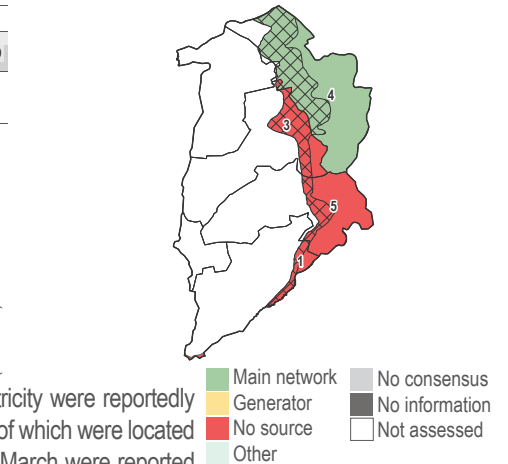 4
3
5
1
Main network
Generator
No source
Other
No consensus
No information
Not assessed
were reportedly
of which were located
March were reported